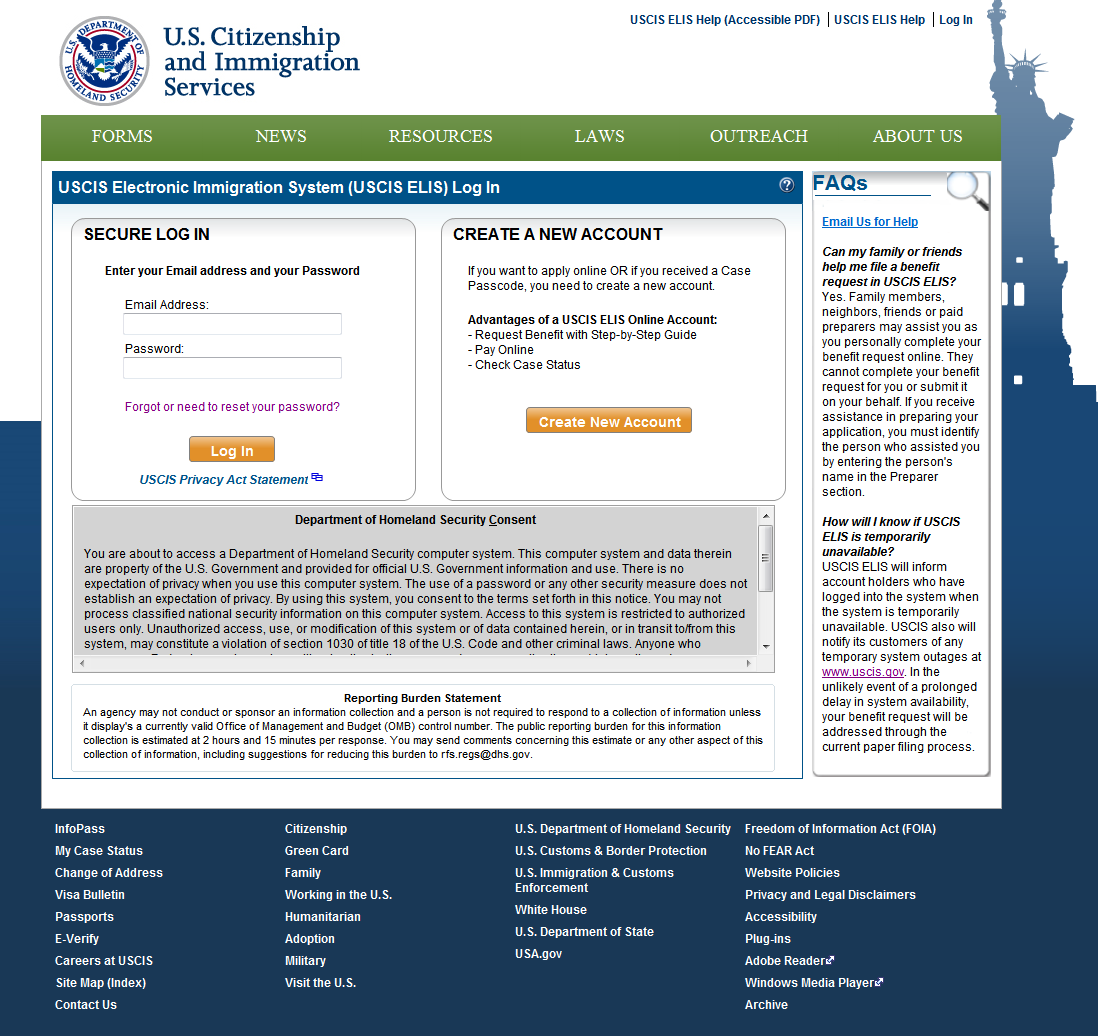 USCIS ELIS Help (Accessible PDF) | USCIS ELIS Help | Log In
U.S. DEPARTMENT OF HOMELAND SECURITY
U.S. Citizenship
and Immigration
Services
FORMS NEWS RESOURCES LAWS OUTREACH ABOUT US
USCIS Electronic Immigration System (USCIS ELIS) Log In
?
SECURE LOG IN
Enter your Email address and your Password
Email Address:
Password:
Forgot or need to reset your password?
Log In
USCIS Privacy Act Statement
CREATE A NEW ACCOUNT
If you want to apply online OR if you received a Case
Passcode, you need to create a new account.
Advantages of a USCIS ELIS Online Account:
- Request Benefit with Step-by-Step Guide
- Pay Online
- Check Case Status
Create New Account
Department of Homeland Security Consent
You are about to access a Department of Homeland Security computer system. This computer system and data therein
are property of the U.S. Government and provided for official U.S. Government information and use. There is no
expectation of privacy when you use this computer system. The use of a password or any other security measure does not
establish an expectation of privacy. By using this system, you consent to the terms set forth in this notice. You may not
process classified national security information on this computer system. Access to this system is restricted to authorized
users only. Unauthorized access, use, or modification of this system or of data contained herein, or in transit to/from this
system, may constitute a violation of section 1030 of title 18 of the U.S. Code and other criminal laws. Anyone who
Reporting Burden Statement
An agency may not conduct or sponsor an information collection and a person is not required to respond to a collection of information unless
it display's a currently valid Office of Management and Budget (OMB) control number. The public reporting burden for this information
collection is estimated at 2 hours and 15 minutes per response. You may send comments concerning this estimate or any other aspect of this
collection of information, including suggestions for reducing this burden to rfs.regs@dhs.gov.
FAQs
Email Us for Help
Can my family or friends
help me file a benefit
request in USCIS ELIS?
Yes. Family members,
neighbors, friends or paid
preparers may assist you as
you personally complete your
benefit request online. They
cannot complete your benefit
request for you or submit it
on your behalf. If you receive
assistance in preparing your
application, you must identify
the person who assisted you
by entering the person's
name in the Preparer
section.
How will I know if USCIS
ELIS is temporarily
unavailable?
USCIS ELIS will inform
account holders who have
logged into the system when
the system is temporarily
unavailable. USCIS also will
notify its customers of any
temporary system outages at
www.uscis.gov. In the
unlikely event of a prolonged
delay in system availability,
your benefit request will be
addressed through the
current paper filing process.
InfoPass
My Case Status
Change of Address
Visa Bulletin
Passports
E-Verify
Careers at USCIS
Site Map (Index)
Contact Us
Citizenship
Green Card
Family
Working in the U.S.
Humanitarian
Adoption
Military
Visit the U.S.
U.S. Department of Homeland Security
U.S. Customs & Border Protection
U.S. Immigration & Customs
Enforcement
White House
U.S. Department of State
USA.gov
Freedom of Information Act (FOIA)
No FEAR Act
Website Policies
Privacy and Legal Disclaimers
Accessibility
Plug-ins
Adobe Reader
Windows Media Player
Archive